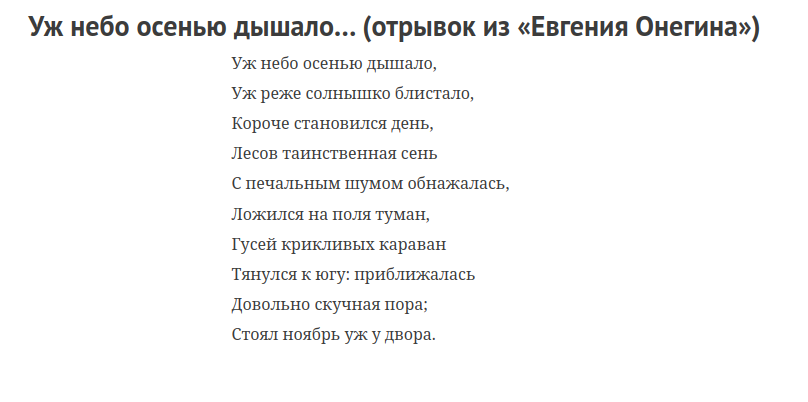 Уж небо осенью дышало... (отрывок из «Евгения Онегина»)
Уж небо осенью дышало,
Уж реже солнышко блистало,
Короче становился день,
Лесов таинственная сень
С печальным шумом обнажалась,
Ложился на поля туман,
Гусей крикливых караван
Тянулся к югу: приближалась
Довольно скучная пора;
Стоял ноябрь уж у двора.